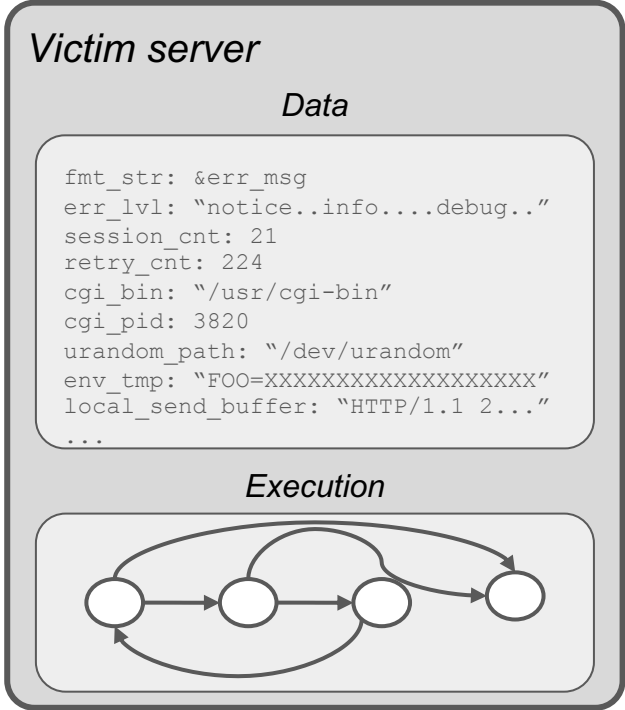 Victim server
Data
fmt_str: &err_msg
err_lvl: “notice..info....debug..”
session_cnt: 21
retry_cnt: 224
cgi_bin: “/usr/cgi-bin”
cgi_pid: 3820
urandom_path: “/dev/urandom”
env_tmp: “FOO=XXXXXXXXXXXXXXXXXXX”
local_send_buffer: “HTTP/1.1 2...”
...
Execution